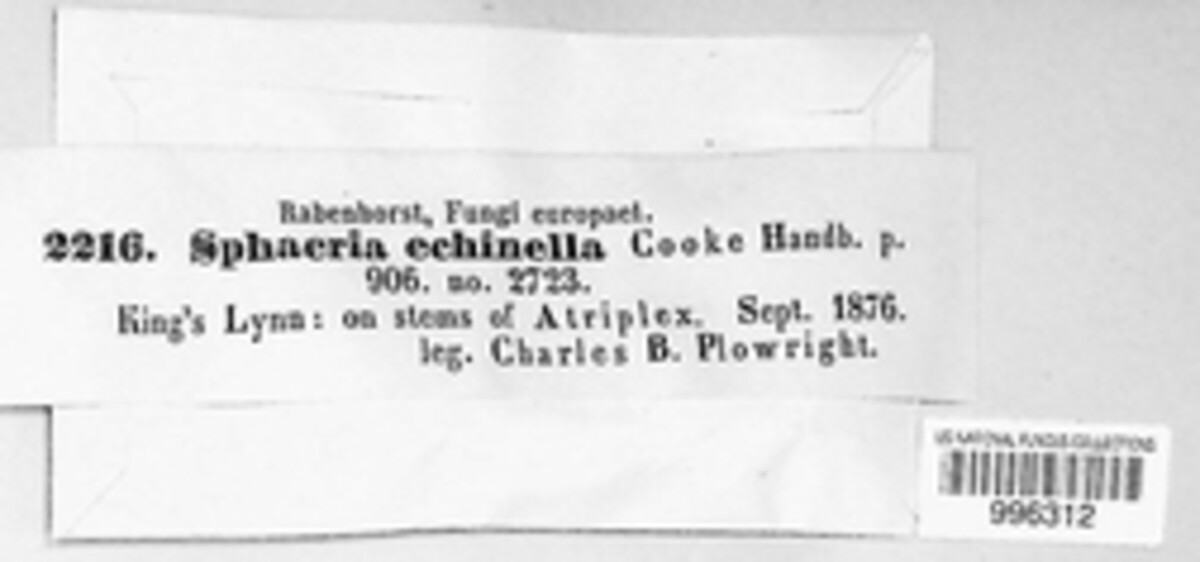 Rabenhorst, Fungi europaei.
2216. Sphaeria echinella Cooke Handb. p.
906. no. 2723.
King's Lynn: on stems of Atriplex. Sept. 1876.
leg. Charles B. Plowright.
US NATIONAL FUNGUS COLLECTIONS
996312